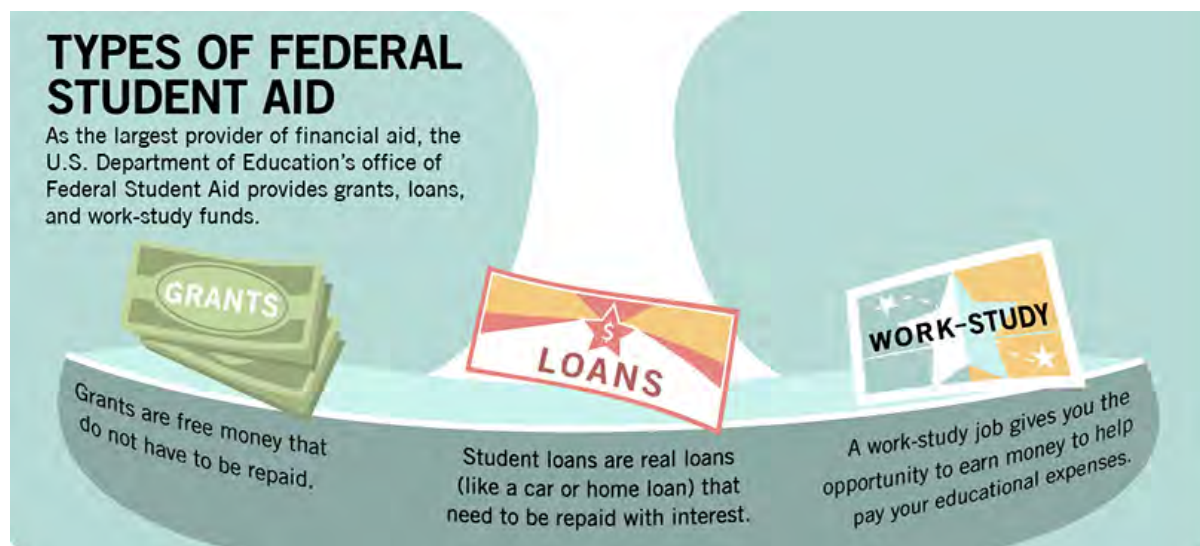 TYPES OF FEDERAL
STUDENT AID
As the largest provider of financial aid, the
U.S. Department of Education's office of
Federal Student Aid provides grants, loans,
and work-study funds.
GRANTS
Grants are free money that
do not have to be repaid.
$
LOANS
Student loans are real loans
(like a car or home loan) that
need to be repaid with interest.
WORK-STUDY
A work-study job gives you the
opportunity to earn money to help
pay your educational expenses.